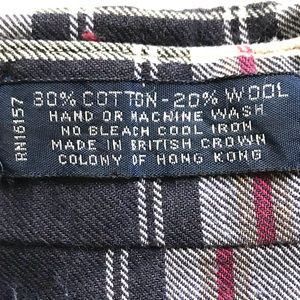 RN16157
80% COTTON-20% WOOL
HAND OR MACHINE WASH
NO BLEACH COOL IRON
MADE IN BRITISH CROWN
COLONY OF HONG KONG